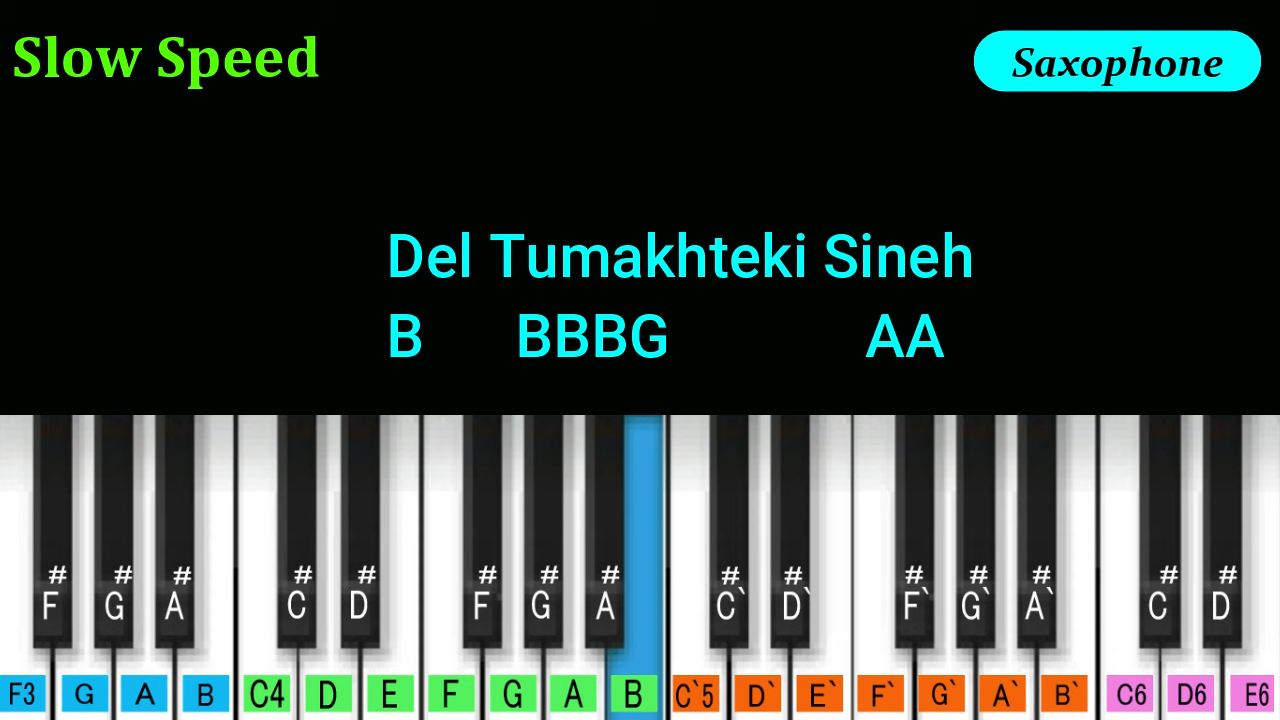 Slow Speed
Saxophone
Del Tumakhteki Sineh
B BBBG AA
# # # # # # # # # # # # # # #
F G A C D F G A C` D` F` G` A` C D
F3 G A B C4 D E F G A B C`5 D` E` F` G` A` B` C6 D6 E6